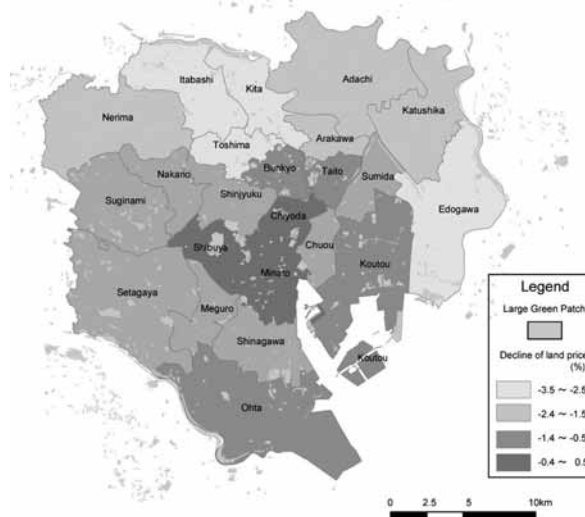 Itabashi
Kita
Adachi
Katushika
Nerima
Toshima
Arakawa
Bunkyo
Taito
Nakano
Sumida
Shinjyuku
Suginami
Chiyoda
Edogawa
Shibuya
Chuou
Koutou
Minato
Setagaya
Meguro
Shinagawa
Koutou
Ohta
Legend
Large Green Patch
Decline of land price
(%)
-3.5 ~ -2.5
-2.4 ~ -1.5
-1.4 ~ -0.5
-0.4 ~ 0.5
0 2.5 5 10km